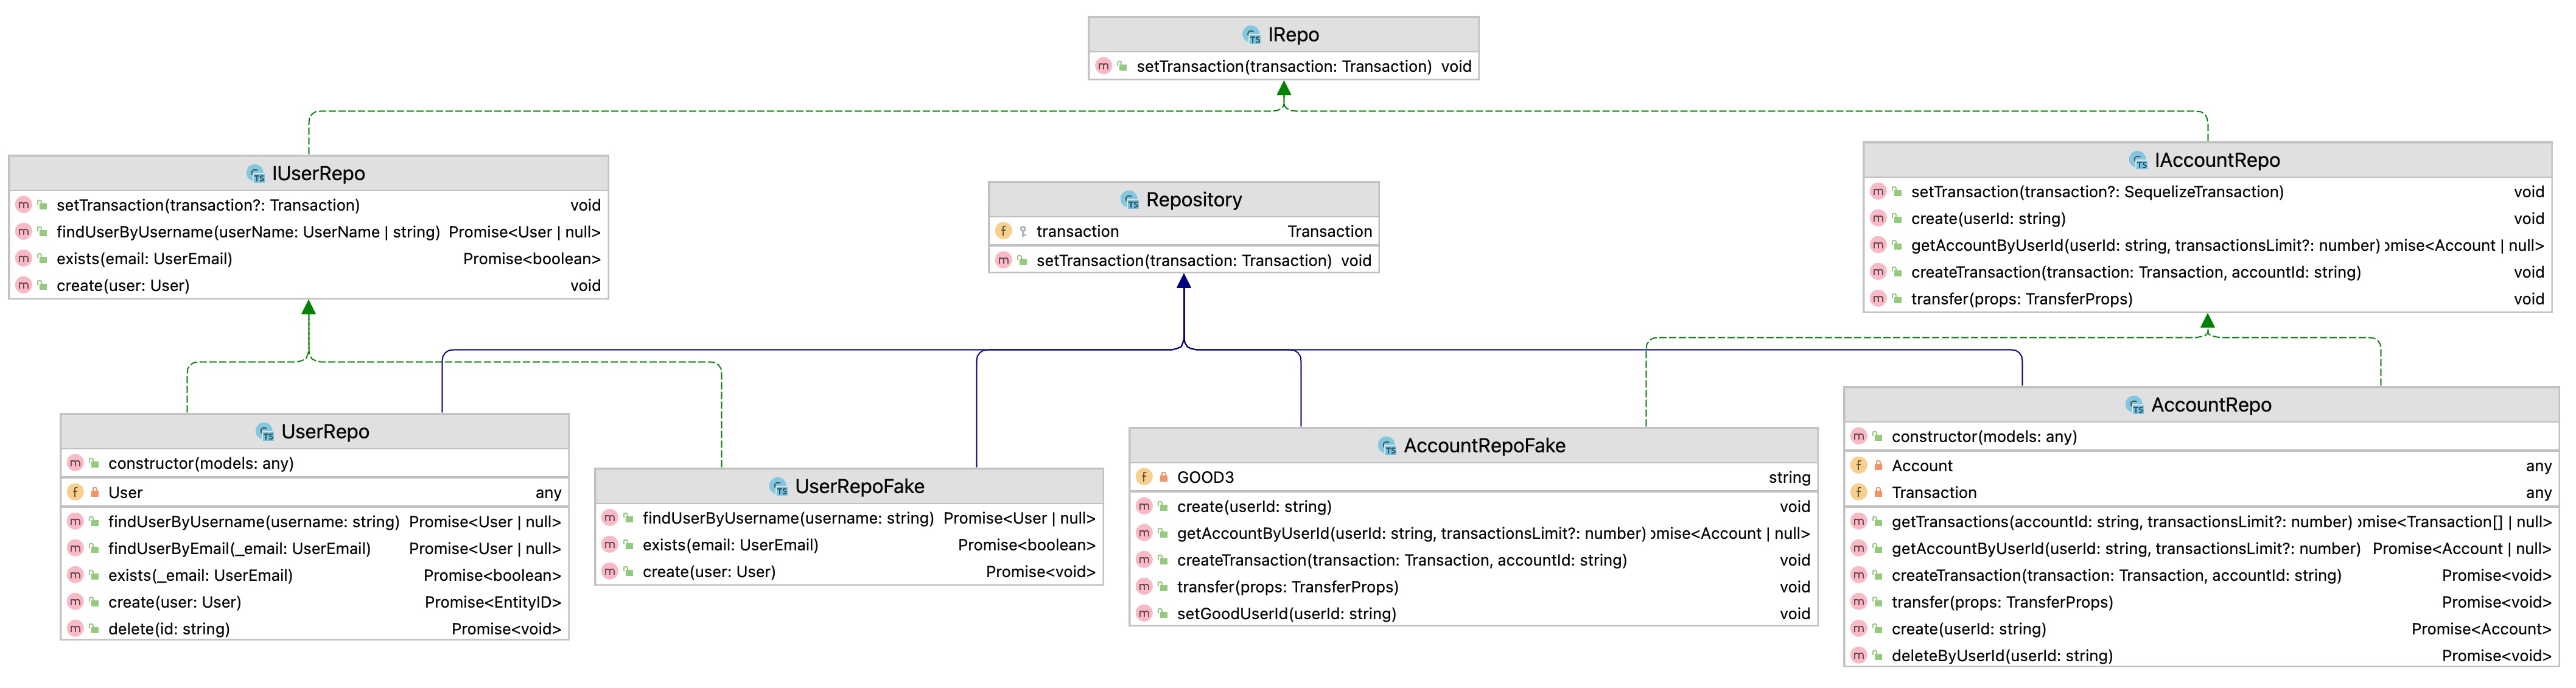 IRepo
setTransaction(transaction: Transaction) void
IUserRepo
setTransaction(transaction?: Transaction) void
findUserByUsername(userName: UserName | string) Promise<User | null>
exists(email: UserEmail) Promise<boolean>
create(user: User) void
Repository
transaction Transaction
setTransaction(transaction: Transaction) void
IAccountRepo
setTransaction(transaction?: SequelizeTransaction) void
create(userId: string) void
getAccountByUserId(userId: string, transactionsLimit?: number) omise<Account | null>
createTransaction(transaction: Transaction, accountId: string) void
transfer(props: TransferProps) void
UserRepo
constructor(models: any)
User any
findUserByUsername(username: string) Promise<User | null>
findUserByEmail(_email: UserEmail) Promise<User | null>
exists(_email: UserEmail) Promise<boolean>
create(user: User) Promise<EntityID>
delete(id: string) Promise<void>
UserRepoFake
findUserByUsername(username: string) Promise<User | null>
exists(email: UserEmail) Promise<boolean>
create(user: User) Promise<void>
AccountRepoFake
GOOD3 string
create(userId: string) void
getAccountByUserId(userId: string, transactionsLimit?: number) omise<Account | null>
createTransaction(transaction: Transaction, accountId: string) void
transfer(props: TransferProps) void
setGoodUserId(userId: string) void
AccountRepo
constructor(models: any)
Account any
Transaction any
getTransactions(accountId: string, transactionsLimit?: number) omise<Transaction[] | null>
getAccountByUserId(userId: string, transactionsLimit?: number) Promise<Account | null>
createTransaction(transaction: Transaction, accountId: string) Promise<void>
transfer(props: TransferProps) Promise<void>
create(userId: string) Promise<Account>
deleteByUserId(userId: string) Promise<void>